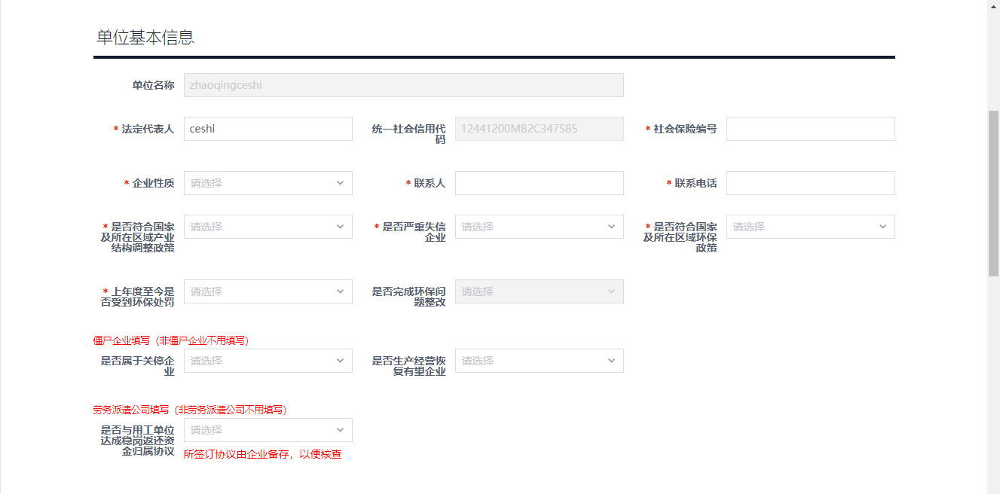 单位基本信息
单位名称 zhaoqingceshi
* 法定代表人 ceshi 统一社会信用代
码 12441200MB2C347585 * 社会保险编号
* 企业性质 请选择 * 联系人 * 联系电话
* 是否符合国家
及所在区域产业
结构调整政策 请选择 * 是否严重失信
企业 请选择 * 是否符合国家
及所在区域环保
政策 请选择
* 上年度至今是
否受到环保处罚 请选择 是否完成环保问
题整改 请选择
僵尸企业填写（非僵尸企业不用填写）
是否属于关停企
业 请选择 是否生产经营恢
复有望企业 请选择
劳务派遣公司填写（非劳务派遣公司不用填写）
是否与用工单位
达成稳岗返还资
金归属协议 请选择
所签订协议由企业备存，以便核查